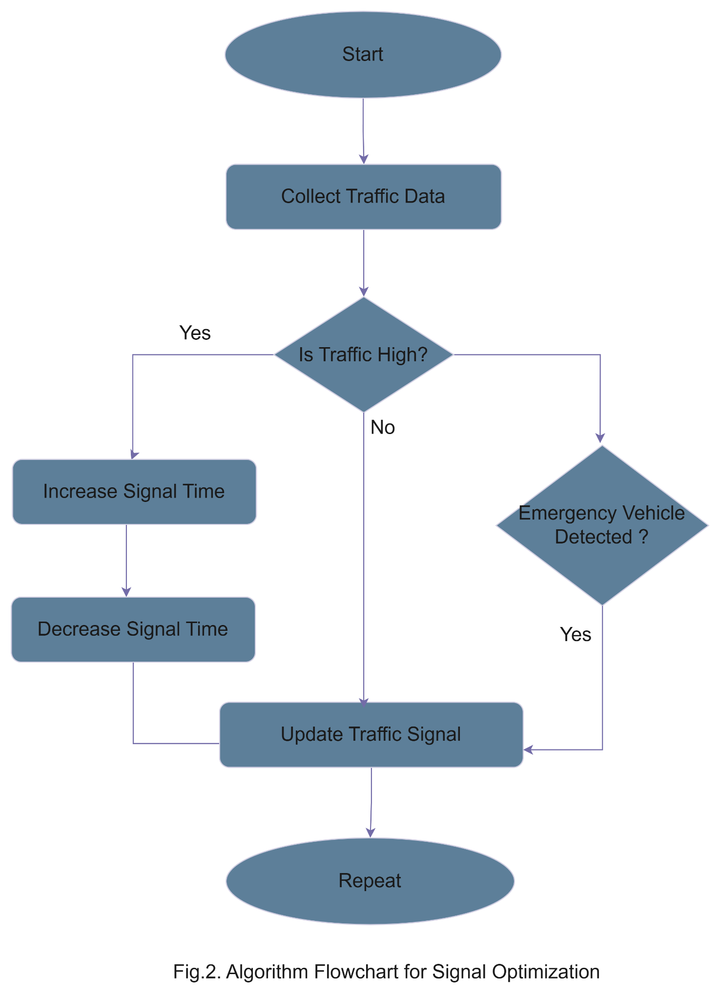 Start
Collect Traffic Data
Yes
Is Traffic High?
No
Increase Signal Time
Emergency Vehicle
Detected ?
Decrease Signal Time
Yes
Update Traffic Signal
Repeat
Fig.2. Algorithm Flowchart for Signal Optimization